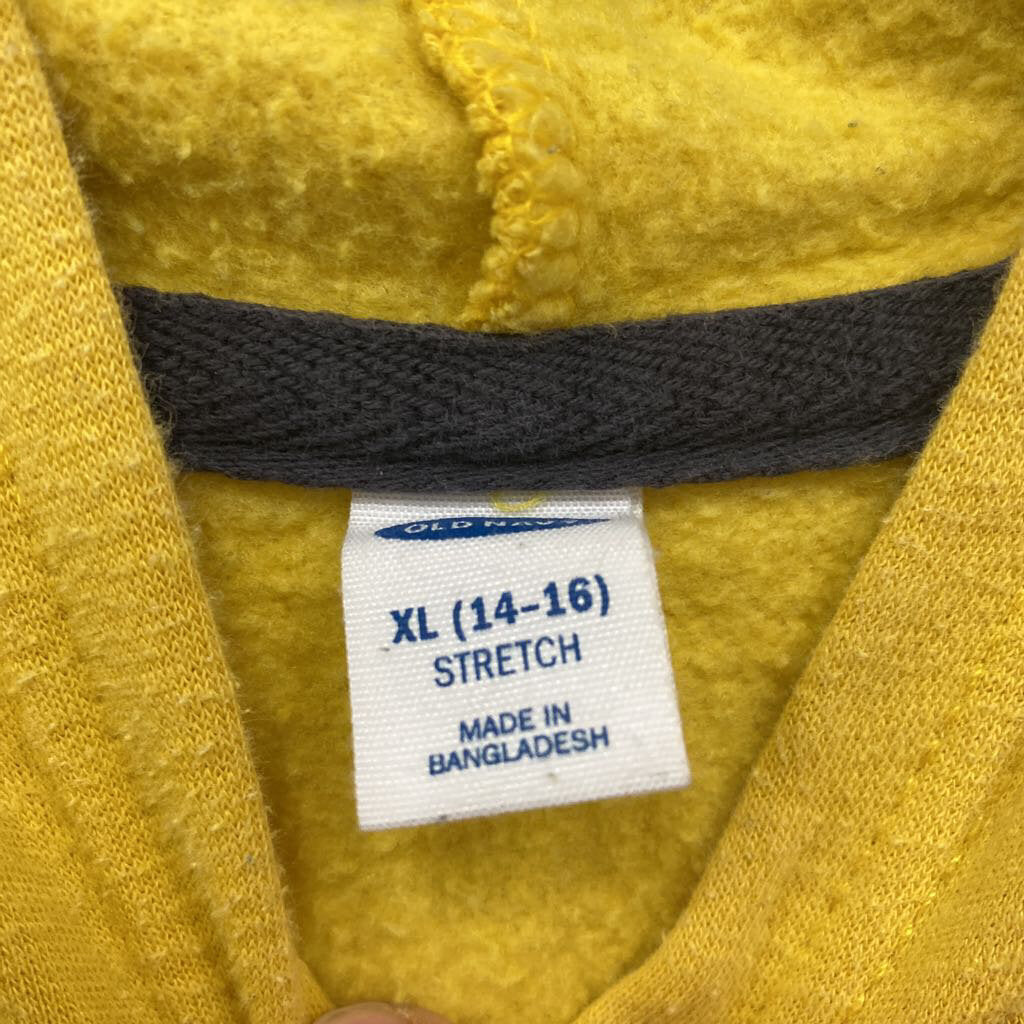 OLD NAVY
XL (14-16)
STRETCH
MADE IN
BANGLADESH